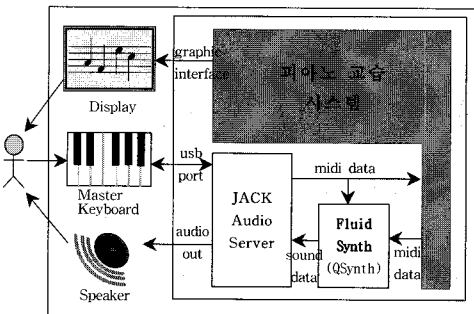 graphic
interface
피아노 교습
시스템
Display
usb
port
Master
Keyboard
midi data
JACK
Audio
Server
audio
out
Fluid
Synth
(QSynth)
sound
data
midi
data
Speaker